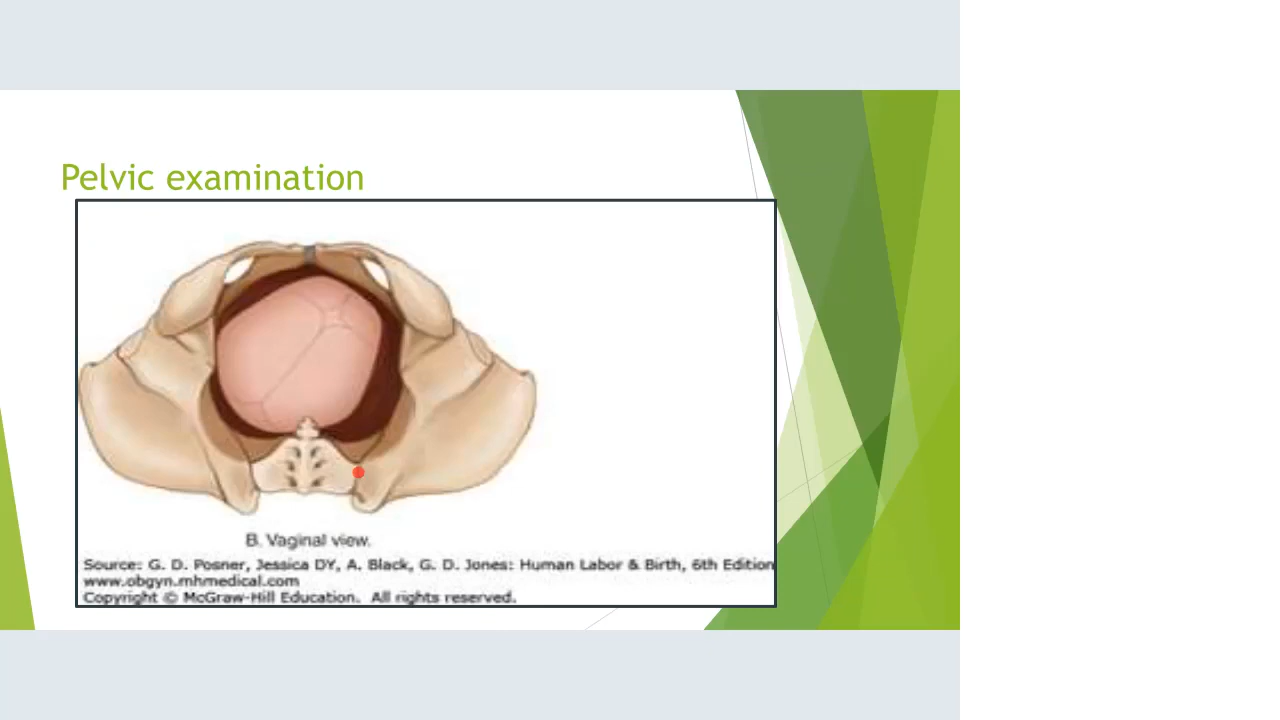 Pelvic examination
B. Vaginal view.
Source: G. D. Posner, Jessica DY, A. Black, G. D. Jones: Human Labor & Birth, 6th Edition
www.obgyn.mhmedical.com
Copyright © McGraw-Hill Education. All rights reserved.